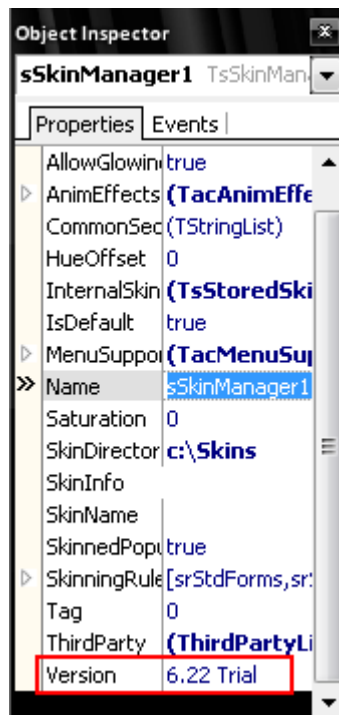 Object Inspector
sSkinManager1 TsSkinMan
Properties Events
AllowGlowin true
AnimEffects (TacAnimEffe
CommonSec (TStringList)
HueOffset 0
InternalSkin (TsStoredSki
IsDefault true
MenuSuppor (TacMenuSup
Name sSkinManager1
Saturation 0
SkinDirector c:\Skins
SkinInfo
SkinName
SkinnedPopu true
SkinningRule [srStdForms,sr
Tag 0
ThirdParty (ThirdPartyLi
Version 6.22 Trial